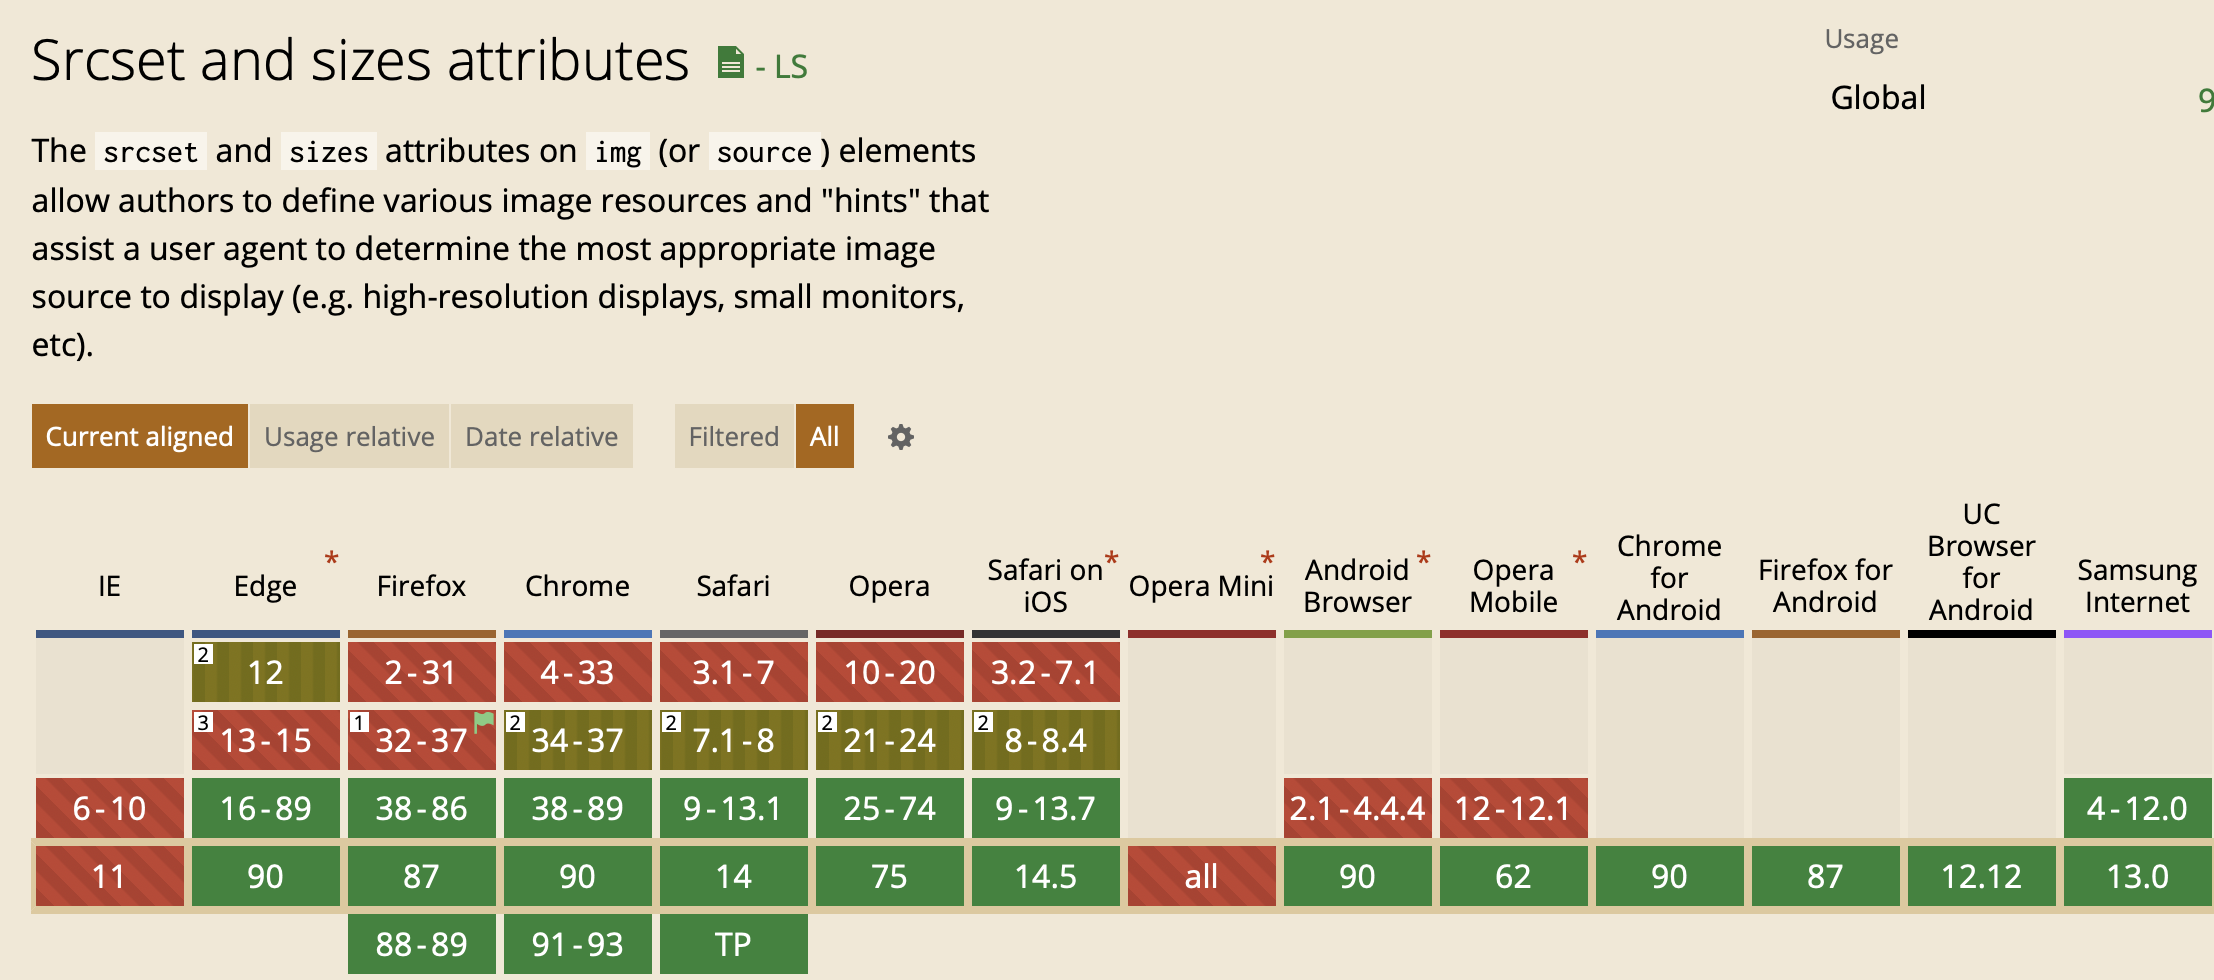 Srcset and sizes attributes - LS
Usage
Global 9
The srcset and sizes attributes on img (or source) elements
allow authors to define various image resources and "hints" that
assist a user agent to determine the most appropriate image
source to display (e.g. high-resolution displays, small monitors,
etc).
Current aligned Usage relative Date relative Filtered All
IE Edge * Firefox Chrome Safari Opera Safari on iOS * Opera Mini * Android Browser * Opera Mobile * Chrome for Android Firefox for Android UC Browser for Android Samsung Internet
2 12 2-31 4-33 3.1-7 10-20 3.2-7.1
3 13-15 1 32-37 2 34-37 2 7.1-8 2 21-24 2 8-8.4
6-10 16-89 38-86 38-89 9-13.1 25-74 9-13.7 2.1-4.4.4 12-12.1 4-12.0
11 90 87 90 14 75 14.5 all 90 62 90 87 12.12 13.0
88-89 91-93 TP